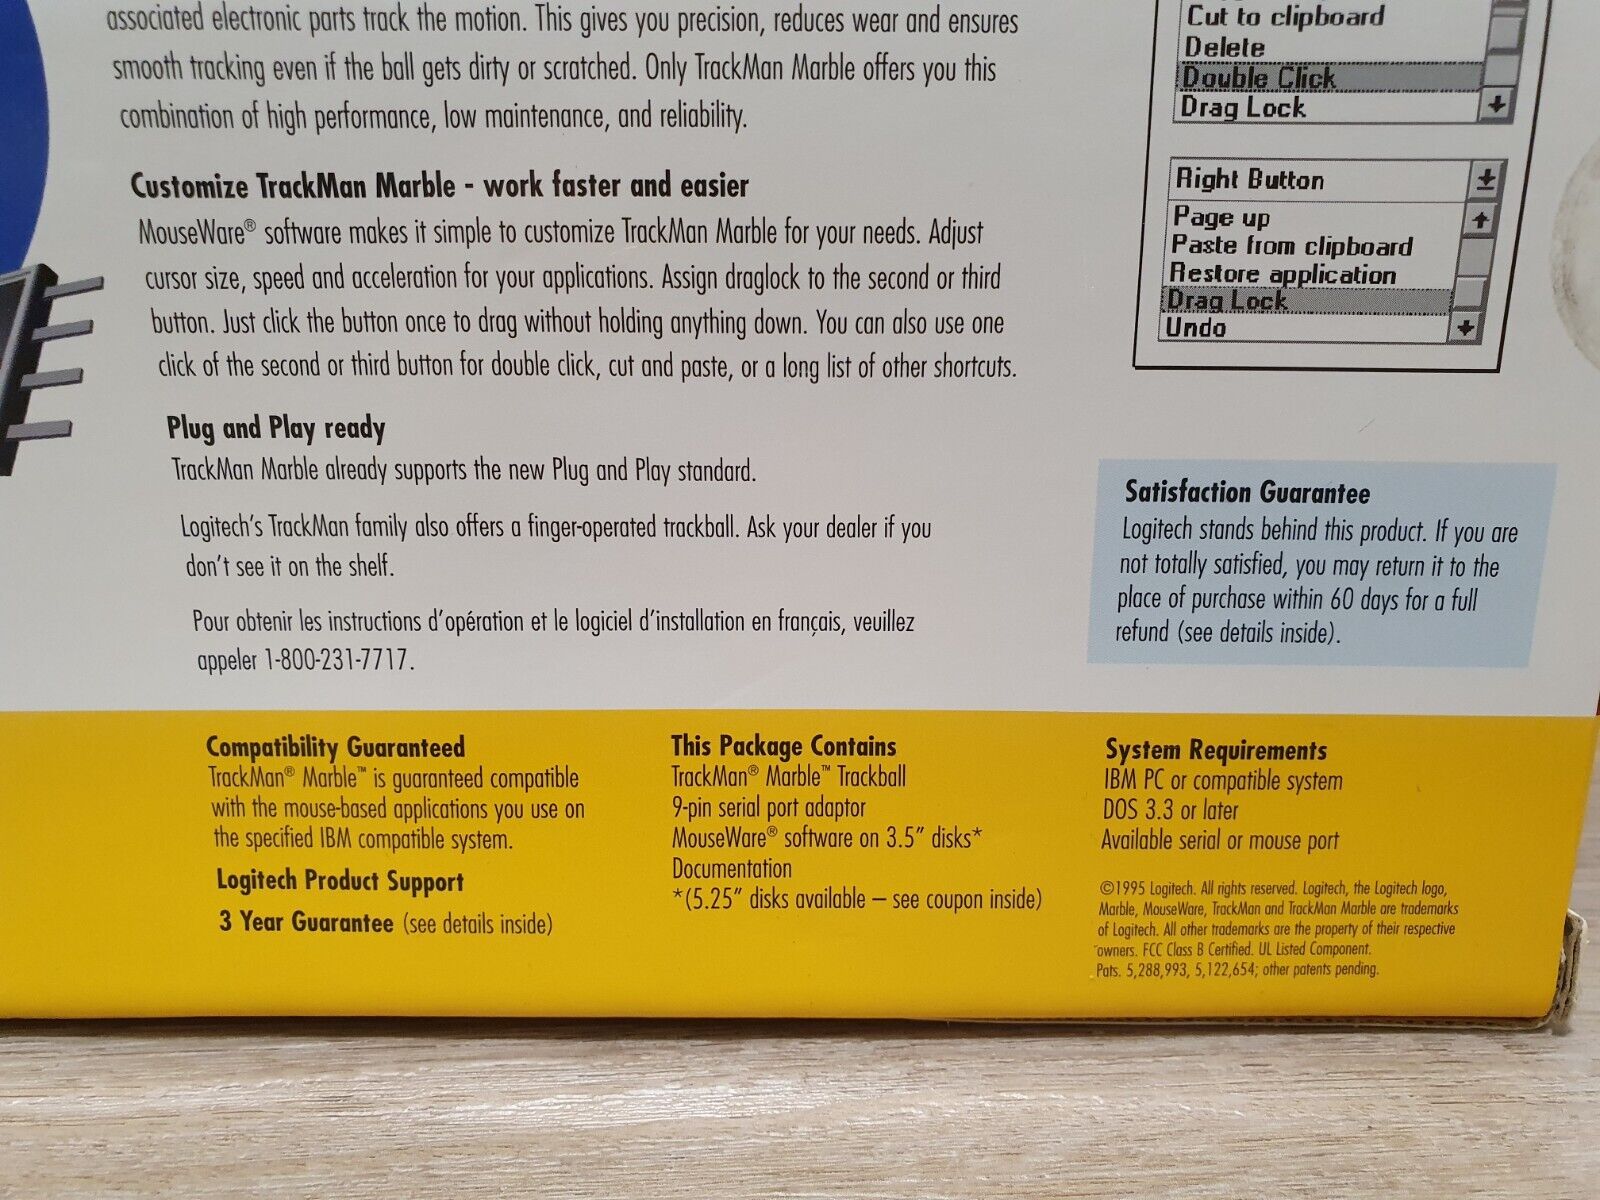 associated electronic parts track the motion. This gives you precision, reduces wear and ensures
smooth tracking even if the ball gets dirty or scratched. Only TrackMan Marble offers you this
combination of high performance, low maintenance, and reliability.
Customize TrackMan Marble - work faster and easier
MouseWare® software makes it simple to customize TrackMan Marble for your needs. Adjust
cursor size, speed and acceleration for your applications. Assign draglock to the second or third
button. Just click the button once to drag without holding anything down. You can also use one
click of the second or third button for double click, cut and paste, or a long list of other shortcuts.
Plug and Play ready
TrackMan Marble already supports the new Plug and Play standard.
Logitech's TrackMan family also offers a finger-operated trackball. Ask your dealer if you
don't see it on the shelf.
Pour obtenir les instructions d'opération et le logiciel d'installation en français, veuillez
appeler 1-800-231-7717.
Cut to clipboard
Delete
Double Click
Drag Lock
Right Button
Page up
Paste from clipboard
Restore application
Drag Lock
Undo
Satisfaction Guarantee
Logitech stands behind this product. If you are
not totally satisfied, you may return it to the
place of purchase within 60 days for a full
refund (see details inside).
Compatibility Guaranteed
TrackMan® Marble™ is guaranteed compatible
with the mouse-based applications you use on
the specified IBM compatible system.
Logitech Product Support
3 Year Guarantee (see details inside)
This Package Contains
TrackMan® Marble™ Trackball
9-pin serial port adaptor
MouseWare® software on 3.5" disks*
Documentation
*(5.25" disks available – see coupon inside)
System Requirements
IBM PC or compatible system
DOS 3.3 or later
Available serial or mouse port
©1995 Logitech. All rights reserved. Logitech, the Logitech logo,
Marble, MouseWare, TrackMan and TrackMan Marble are trademarks
of Logitech. All other trademarks are the property of their respective
owners. FCC Class B Certified. UL Listed Component.
Pats. 5,288,993, 5,122,654; other patents pending.